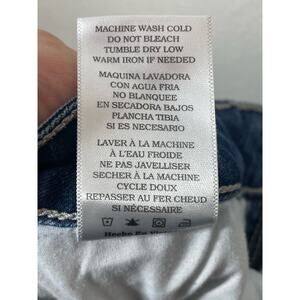 MACHINE WASH COLD
DO NOT BLEACH
TUMBLE DRY LOW
WARM IRON IF NEEDED
MAQUINA LAVADORA
CON AGUA FRIA
NO BLANQUEE
EN SECADORA BAJOS
PLANCHA TIBIA
SI ES NECESARIO
LAVER À LA MACHINE
À L'EAU FROIDE
NE PAS JAVELLISER
SECHER À LA MACHINE
CYCLE DOUX
REPASSER AU FER CHEUD
SI NÉCESSAIRE
Hecho En